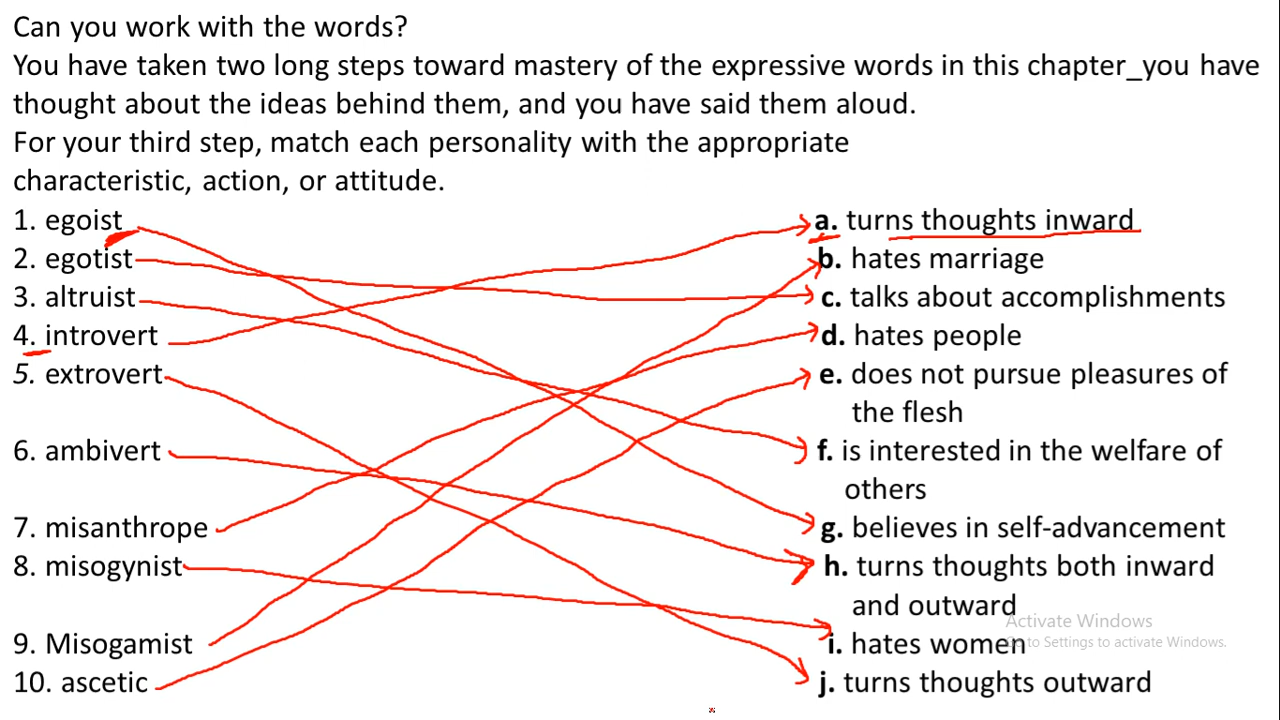 Can you work with the words?
You have taken two long steps toward mastery of the expressive words in this chapter_you have
thought about the ideas behind them, and you have said them aloud.
For your third step, match each personality with the appropriate
characteristic, action, or attitude.
1. egoist
a. turns thoughts inward
2. egotist
b. hates marriage
3. altruist
c. talks about accomplishments
4. introvert
d. hates people
5. extrovert
e. does not pursue pleasures of
the flesh
6. ambivert
f. is interested in the welfare of
others
7. misanthrope
g. believes in self-advancement
8. misogynist
h. turns thoughts both inward
and outward
9. Misogamist
i. hates women
10. ascetic
j. turns thoughts outward
Activate Windows
Go to Settings to activate Windows.